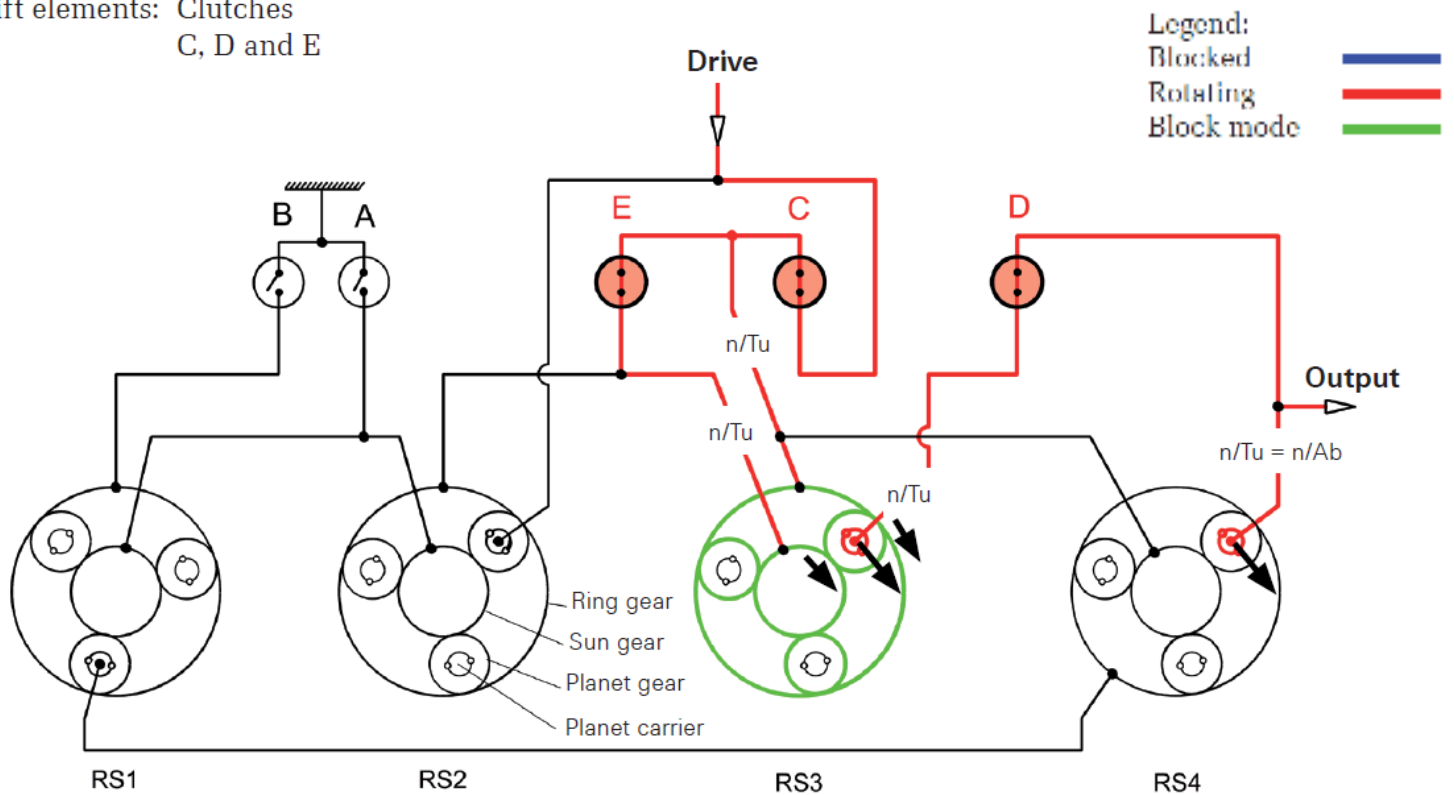 ift elements: Clutches
C, D and E
Legend:
Blocked
Rotating
Block mode
Drive
B A
E C D
n/Tu
Output
n/Tu
n/Tu = n/Ab
n/Tu
Ring gear
Sun gear
Planet gear
Planet carrier
RS1 RS2 RS3 RS4